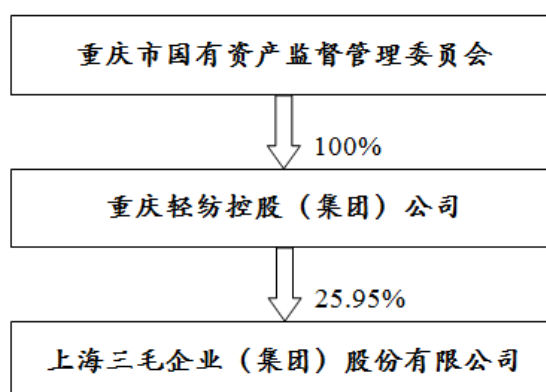 重庆市国有资产监督管理委员会
100%
重庆轻纺控股（集团）公司
25.95%
上海三毛企业（集团）股份有限公司